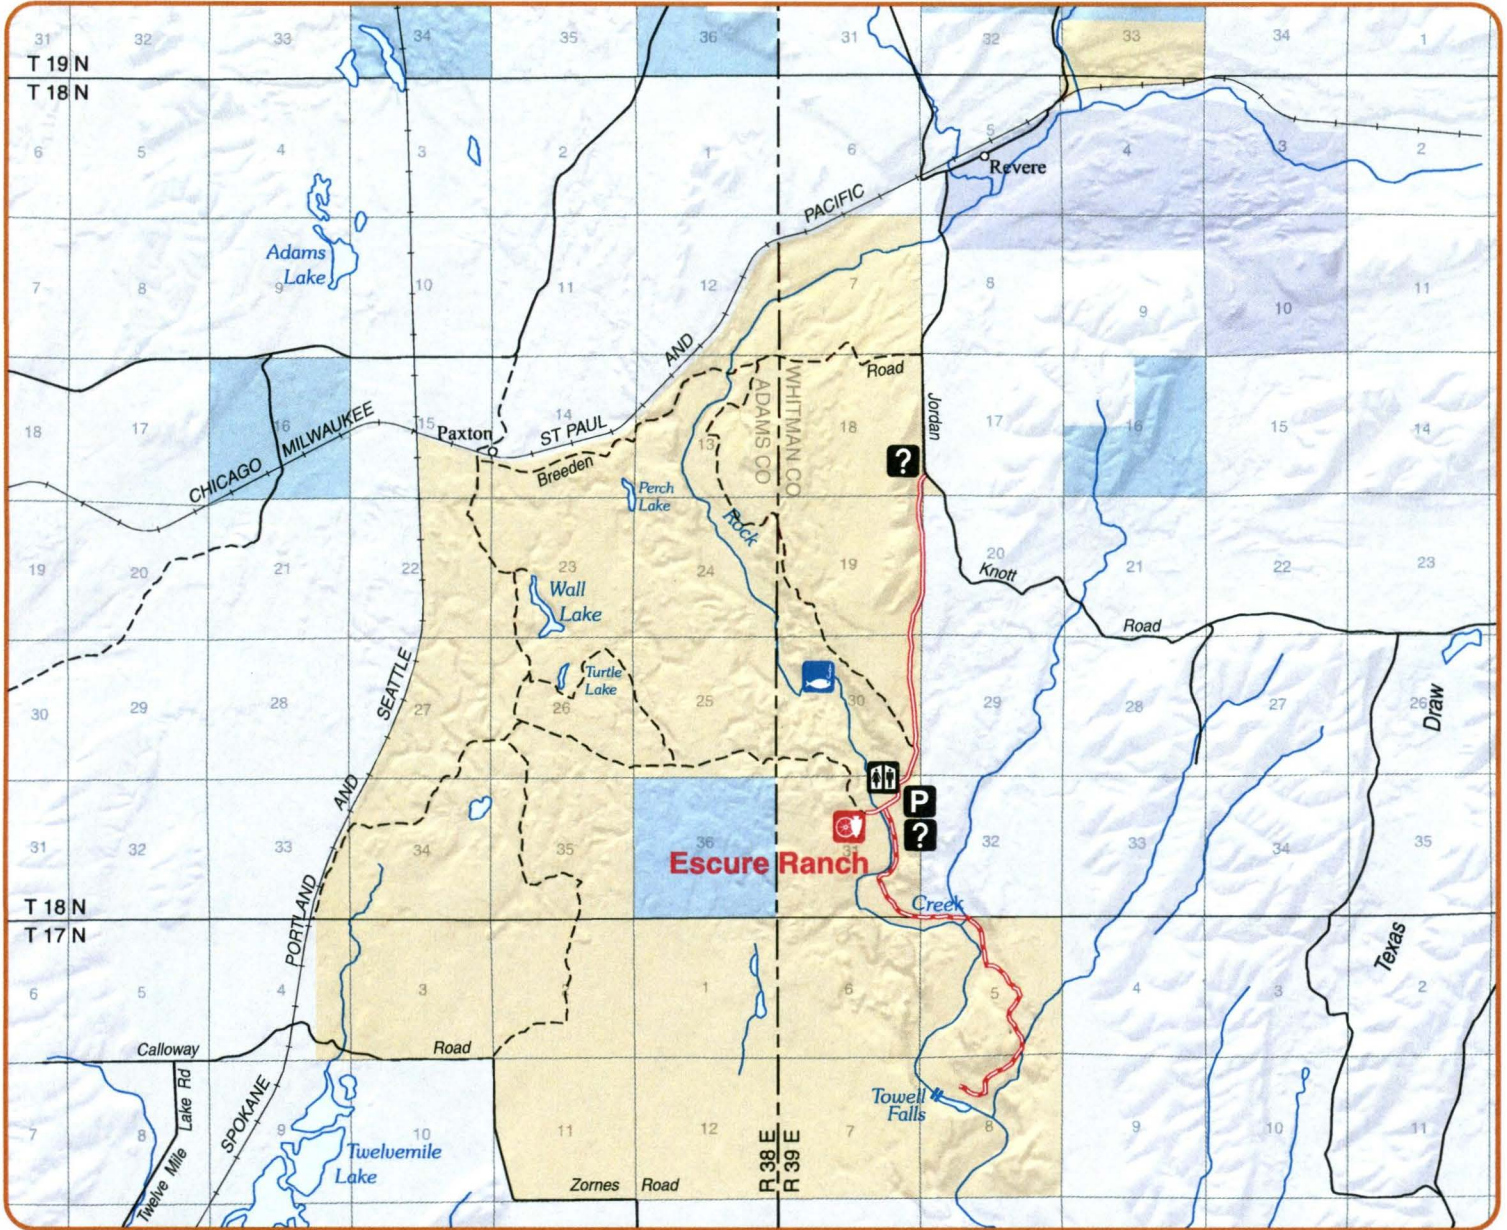 31 32 33 34 35 36 31 32 33 34 1
T 19 N
T 18 N
6 5 4 3 2 1 6 5 4 3 2
Revere
PACIFIC
Adams
Lake
7 8 9 10 11 12 7 8 9 10 11
AND
Road
WHITMAN CO
ADAMS CO
Jordan
18 17 16 15 14 13 18 17 16 15 14
MILWAUKEE
CHICAGO
Paxton
ST PAUL
Breeden
?
Perch
Lake
Rock
19 20 21 22 23 24 19 20 21 22 23
Knott
Wall
Lake
Road
SEATTLE
Turtle
Lake
30 29 28 27 26 25 30 29 28 27 26
Draw
AND
P
?
31 32 33 34 35 36 31 32 33 34 35
Escure Ranch
PORTLAND
Creek
T 18 N
T 17 N
Texas
6 5 4 3 1 6 5 4 3 2
Calloway
Road
Lake Rd
SPOKANE
Towell
Falls
7 8 9 10 11 12 7 8 9 10 11
Twelvemile
Lake
Twelve Mile
Zornes Road
R 38 E
R 39 E